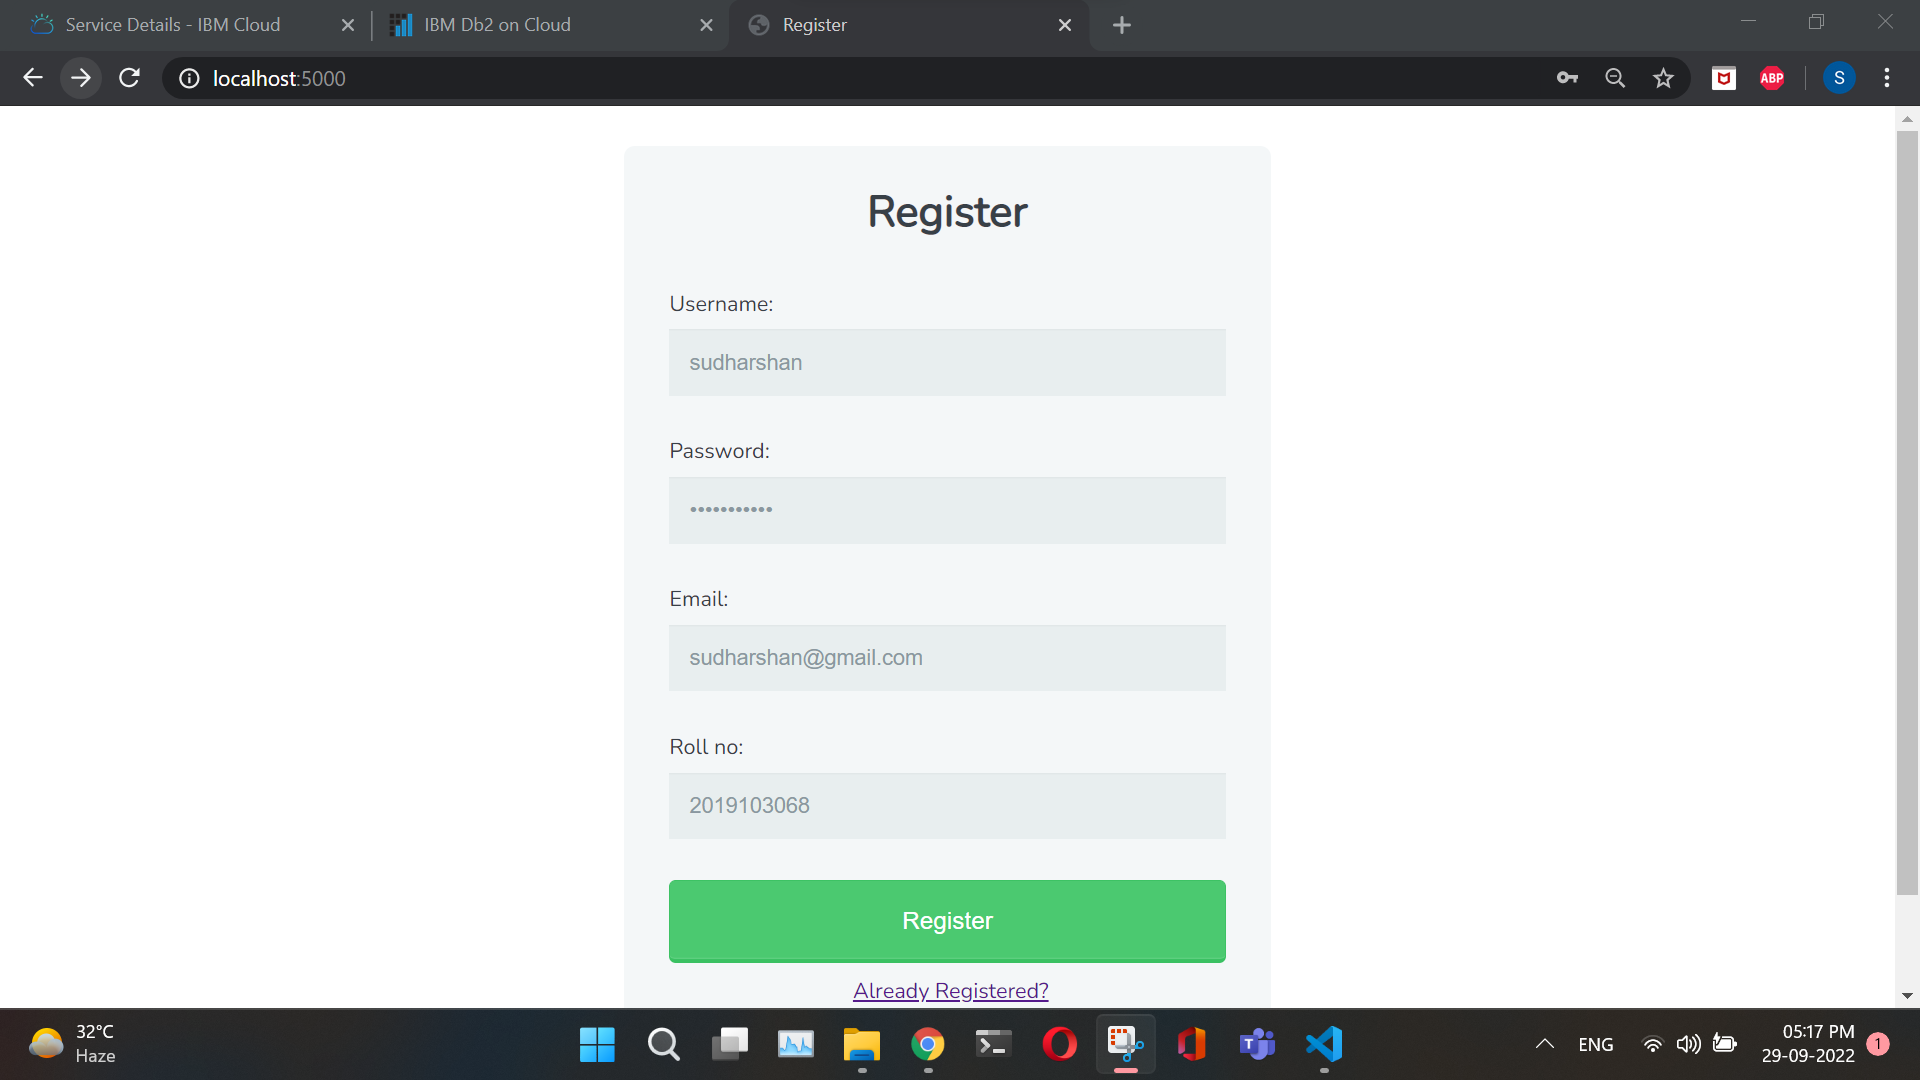 Service Details - IBM Cloud
IBM Db2 on Cloud
Register
localhost:5000
ABP
S
Register
Username:
sudharshan
Password:
•••••••••••
Email:
sudharshan@gmail.com
Roll no:
2019103068
Register
Already Registered?
32°C
Haze
ENG
05:17 PM
29-09-2022
1